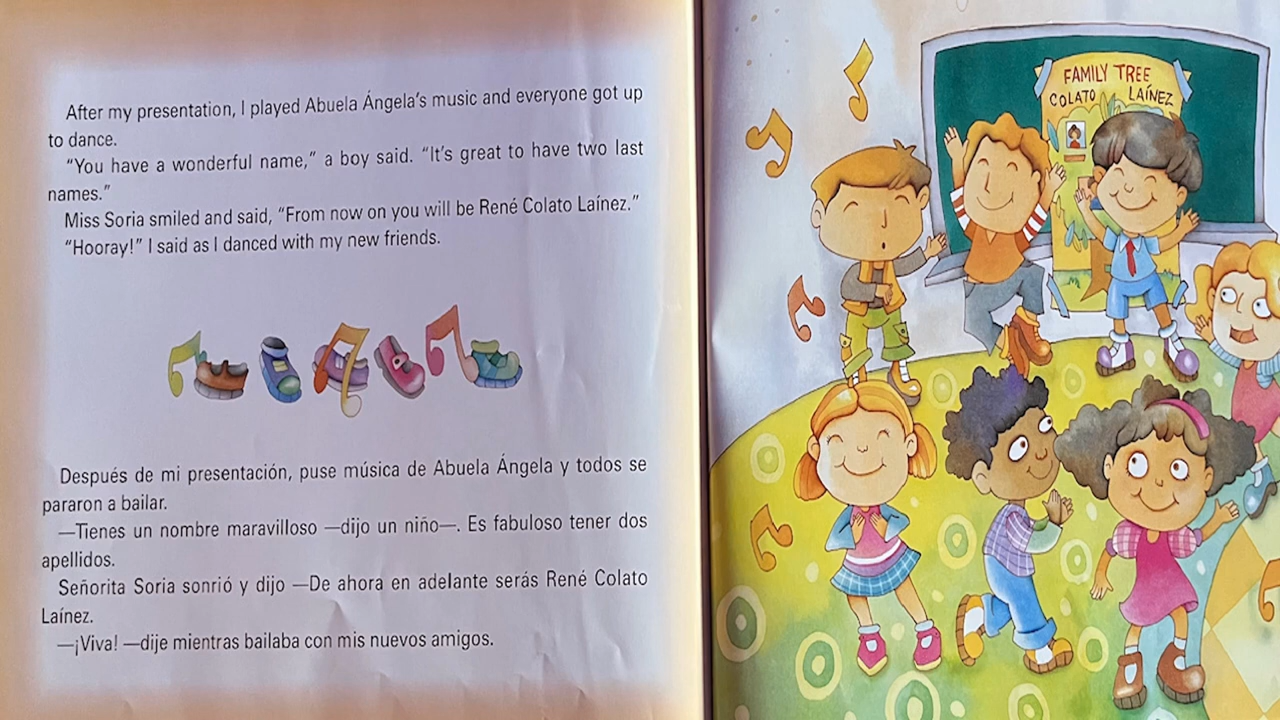 After my presentation, I played Abuela Ángela's music and everyone got up
to dance.
"You have a wonderful name," a boy said. "It's great to have two last
names."
Miss Soria smiled and said, "From now on you will be René Colato Laínez."
"Hooray!" I said as I danced with my new friends.
Después de mi presentación, puse música de Abuela Ángela y todos se
pararon a bailar.
—Tienes un nombre maravilloso —dijo un niño—. Es fabuloso tener dos
apellidos.
Señorita Soria sonrió y dijo —De ahora en adelante serás René Colato
Laínez.
—¡Viva! —dije mientras bailaba con mis nuevos amigos.
FAMILY TREE
COLATO LAÍNEZ